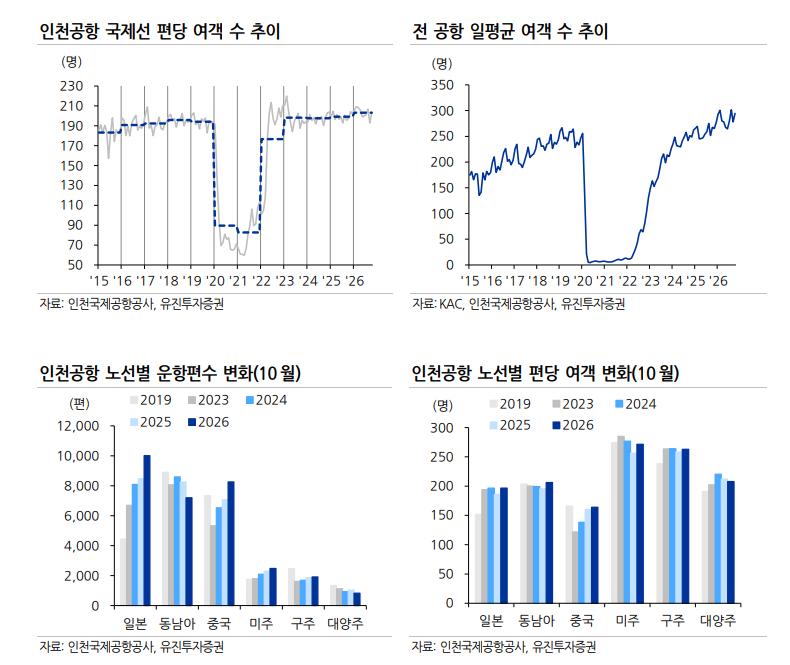 인천공항 국제선 편당 여객 수 추이
(명)
230
210
190
170
150
130
110
90
70
50
'15 '16 '17 '18 '19 '20 '21 '22 '23 '24 '25 '26
자료: 인천국제공항공사, 유진투자증권
전 공항 일평균 여객 수 추이
(명)
350
300
250
200
150
100
50
0
'15 '16 '17 '18 '19 '20 '21 '22 '23 '24 '25 '26
자료: KAC, 인천국제공항공사, 유진투자증권
인천공항 노선별 운항편수 변화(10월)
(편)
2019 2023 2024
2025 2026
12,000
10,000
8,000
6,000
4,000
2,000
0
일본 동남아 중국 미주 구주 대양주
자료: 인천국제공항공사, 유진투자증권
인천공항 노선별 편당 여객 변화(10월)
(명)
2019 2023 2024
2025 2026
300
250
200
150
100
50
0
일본 동남아 중국 미주 구주 대양주
자료: 인천국제공항공사, 유진투자증권